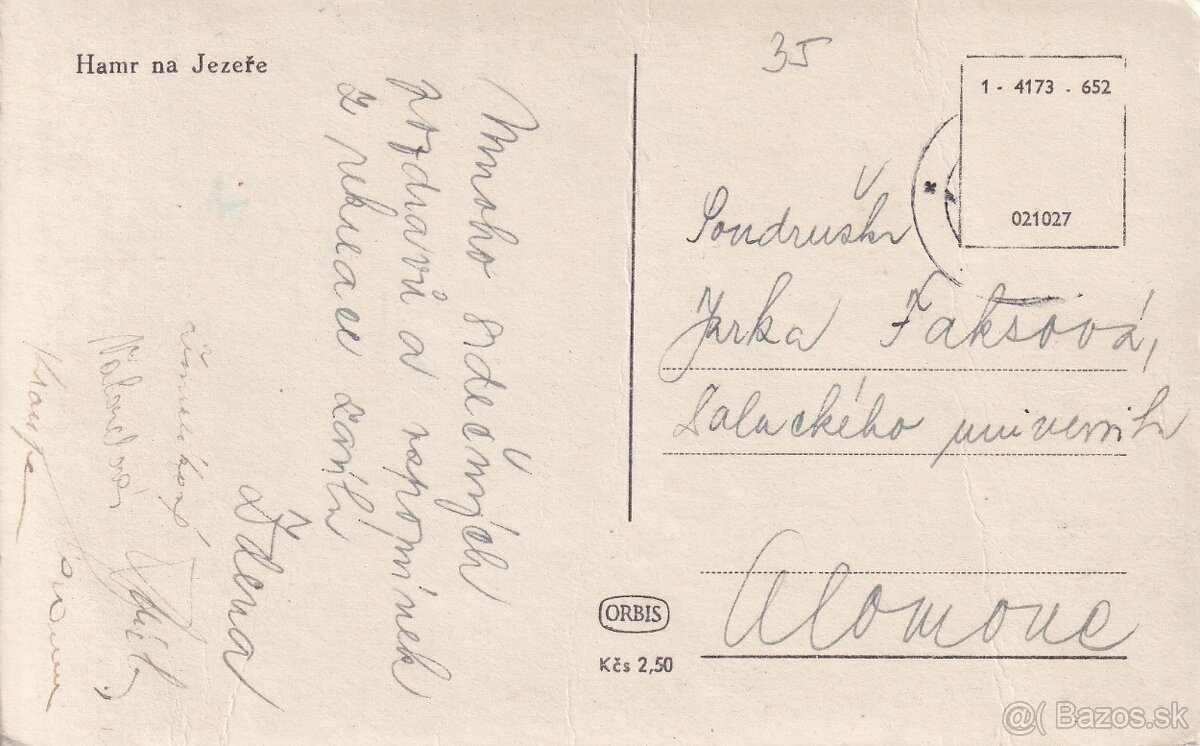 Hamr na Jezeře
Mnoho srdečných
pozdravů a vzpomínek
z rekreace zasílá
Zdena
35
1 - 4173 - 652
021027
Soudružka
Jarka Faksová,
Palackého university
Olomouc
ORBIS
Kčs 2,50
@( Bazos.sk